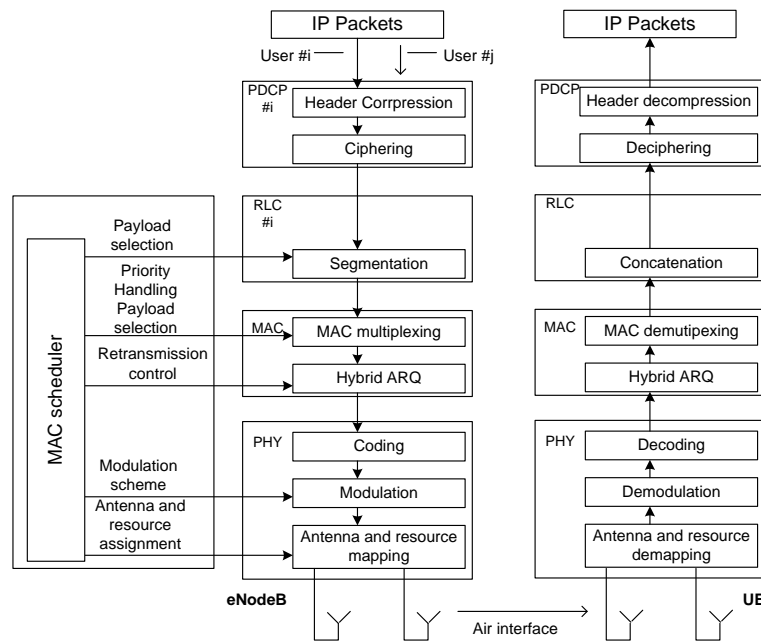 IP Packets
User #i
User #j
PDCP
#i
Header Corrpression
Ciphering
RLC
#i
Segmentation
MAC
MAC multiplexing
Hybrid ARQ
PHY
Coding
Modulation
Antenna and resource
mapping
eNodeB
MAC scheduler
Payload
selection
Priority
Handling
Payload
selection
Retransmission
control
Modulation
scheme
Antenna and
resource
assignment
Air interface
IP Packets
PDCP
Header decompression
Deciphering
RLC
Concatenation
MAC
MAC demutipexing
Hybrid ARQ
PHY
Decoding
Demodulation
Antenna and resource
demapping
UE